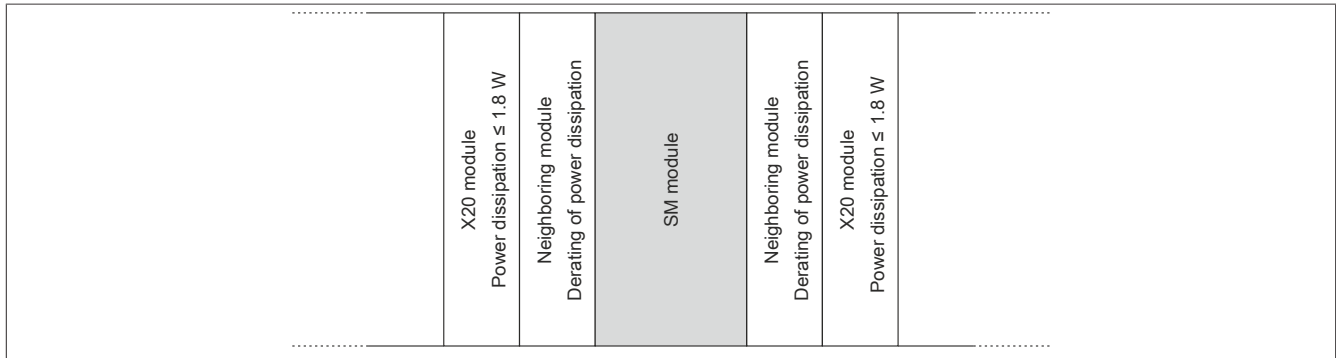 X20 module
Power dissipation ≤ 1.8 W
Neighboring module
Derating of power dissipation
SM module
Neighboring module
Derating of power dissipation
X20 module
Power dissipation ≤ 1.8 W